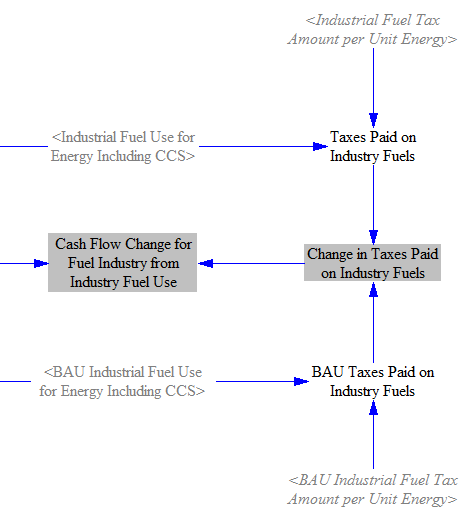 <Industrial Fuel Tax
Amount per Unit Energy>
<Industrial Fuel Use for
Energy Including CCS>
Taxes Paid on
Industry Fuels
Cash Flow Change for
Fuel Industry from
Industry Fuel Use
Change in Taxes Paid
on Industry Fuels
<BAU Industrial Fuel Use
for Energy Including CCS>
BAU Taxes Paid on
Industry Fuels
<BAU Industrial Fuel Tax
Amount per Unit Energy>